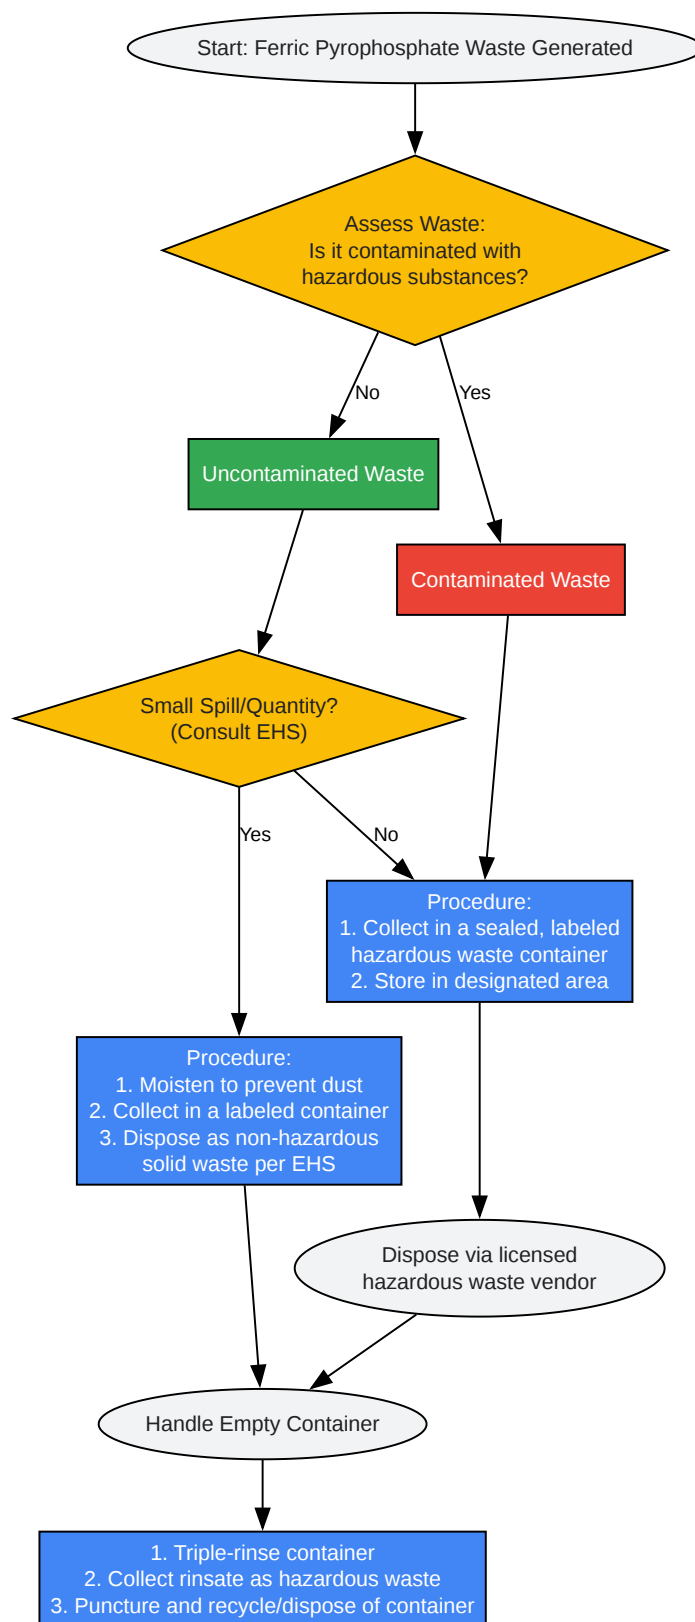 Start: Ferric Pyrophosphate Waste Generated
Assess Waste:
Is it contaminated with
hazardous substances?
No
Yes
Uncontaminated Waste
Contaminated Waste
Small Spill/Quantity?
(Consult EHS)
Yes
No
Procedure:
1. Collect in a sealed, labeled
hazardous waste container
2. Store in designated area
Procedure:
1. Moisten to prevent dust
2. Collect in a labeled container
3. Dispose as non-hazardous
solid waste per EHS
Dispose via licensed
hazardous waste vendor
Handle Empty Container
1. Triple-rinse container
2. Collect rinsate as hazardous waste
3. Puncture and recycle/dispose of container